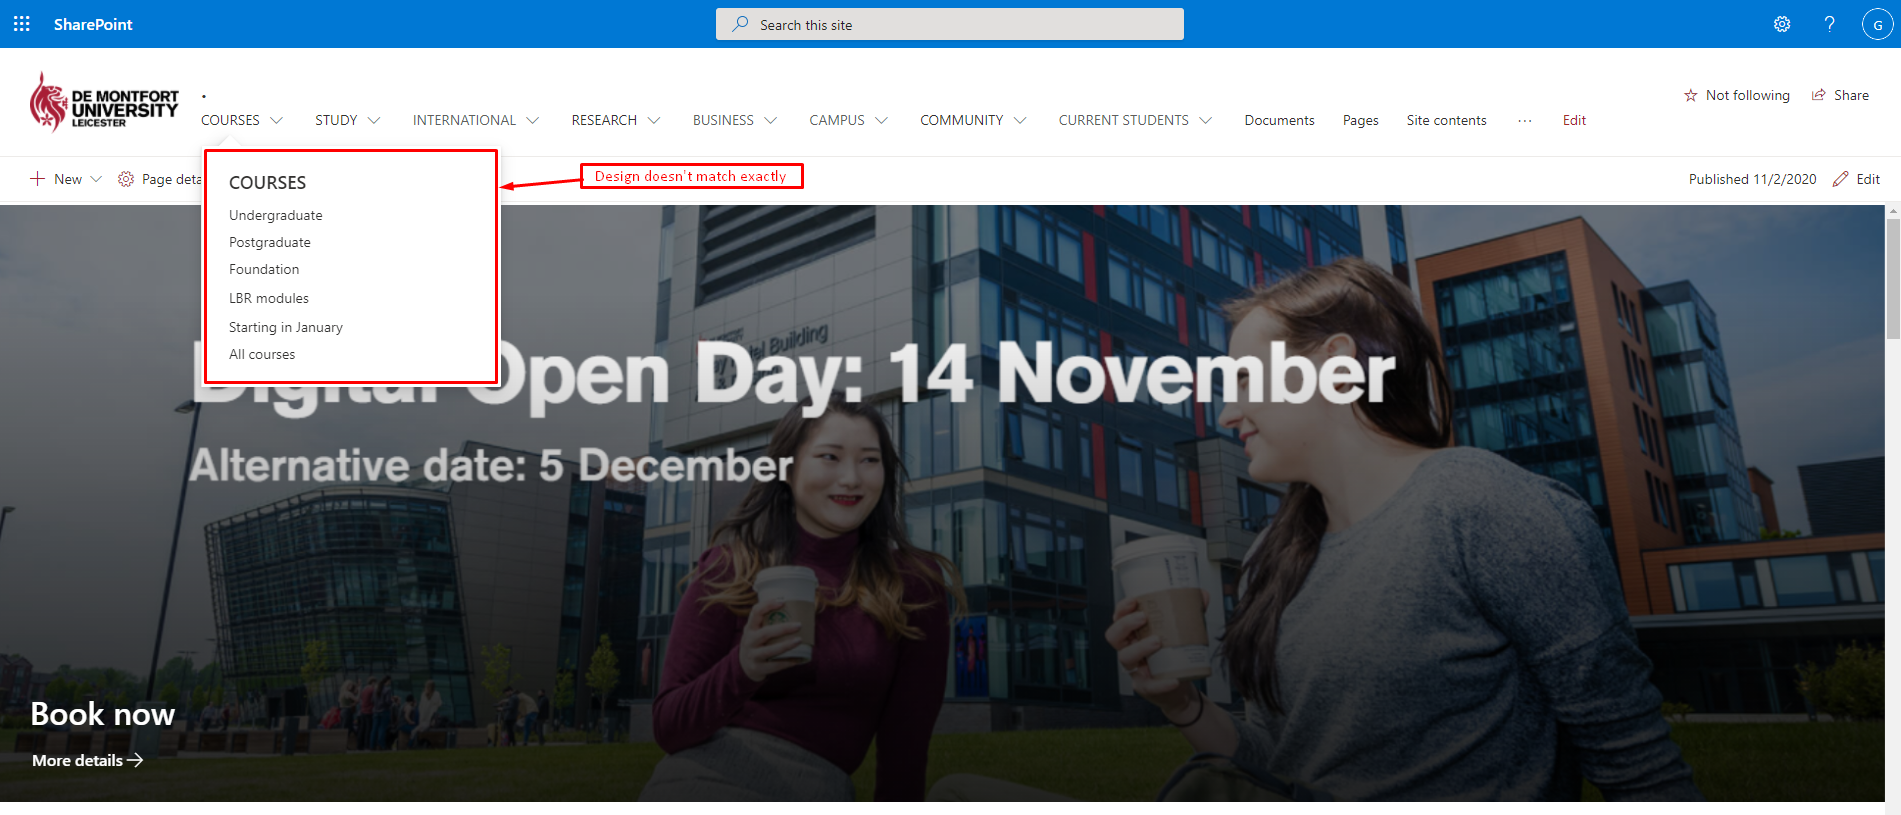 SharePoint
Search this site
G
DE MONTFORT
UNIVERSITY
LEICESTER
.
Not following
Share
COURSES STUDY INTERNATIONAL RESEARCH BUSINESS CAMPUS COMMUNITY CURRENT STUDENTS Documents Pages Site contents ... Edit
New Page deta
Design doesn't match exactly
Published 11/2/2020 Edit
COURSES
Undergraduate
Postgraduate
Foundation
LBR modules
Starting in January
All courses
Building
Digital Open Day: 14 November
Alternative date: 5 December
Book now
More details